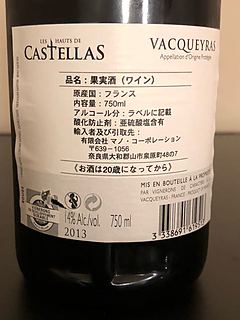 LES HAUTS DE
CASTELLAS
VACQUEYRAS
Appellation d'Origine Protégée
品名：果実酒（ワイン）
原産国：フランス
内容量：750ml
アルコール分：ラベルに記載
酸化防止剤：亜硫酸塩含有
輸入者及び引取先：
有限会社 マノ・コーポレーション
〒639－1056
奈良県大和郡山市泉原町48の7
〈お酒は20歳になってから〉
MIS EN BOUTEILLE À LA PROPRIÉTÉ
PAR VIGNERONS DE CARACTÈRE
VACQUEYRAS - FRANCE - PRODUCT
14% Alc./vol.
750 ml
2013